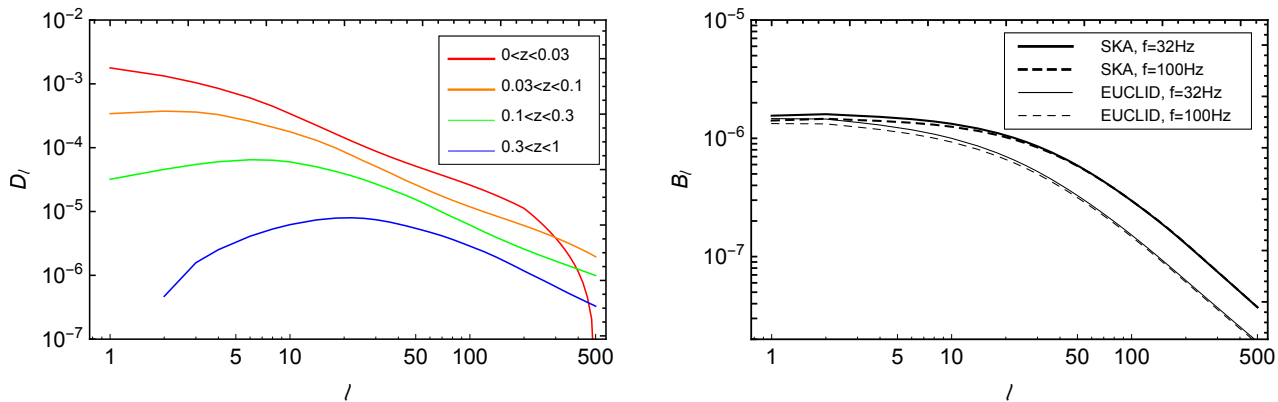 10⁻²
10⁻³
10⁻⁴
10⁻⁵
10⁻⁶
10⁻⁷
Dₗ
1 5 10 50 100 500
l
0<z<0.03
0.03<z<0.1
0.1<z<0.3
0.3<z<1
10⁻⁵
10⁻⁶
10⁻⁷
Bₗ
1 5 10 50 100 500
l
SKA, f=32Hz
SKA, f=100Hz
EUCLID, f=32Hz
EUCLID, f=100Hz